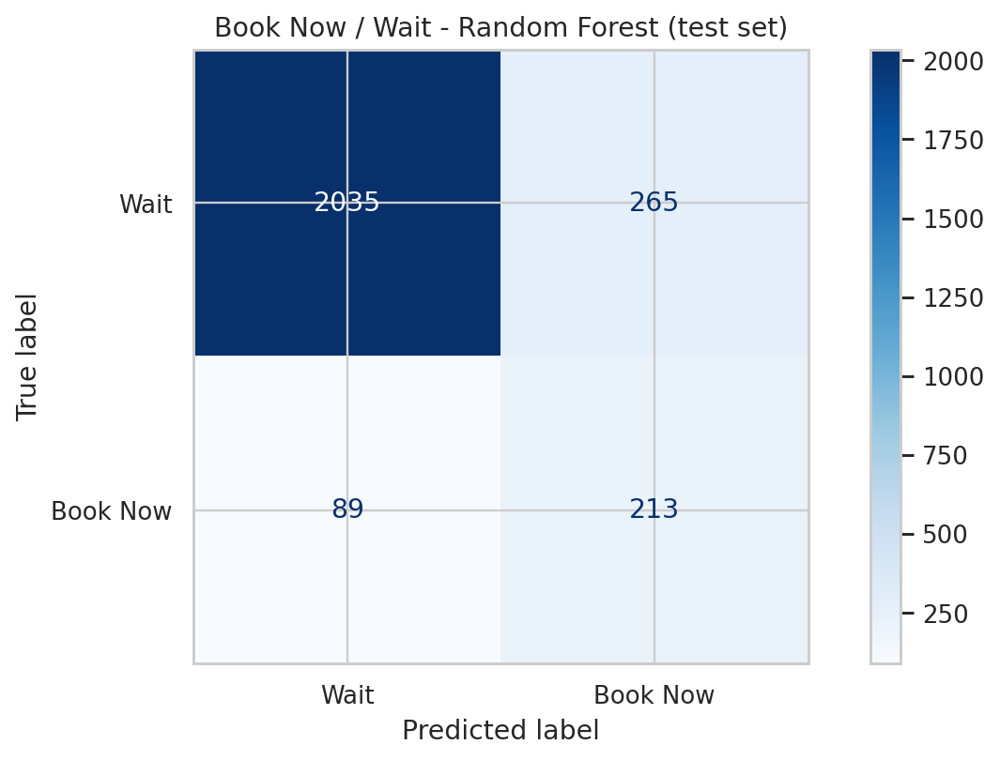 Book Now / Wait - Random Forest (test set)
Wait
2035
265
Book Now
89
213
Wait
Book Now
Predicted label
True label
2000
1750
1500
1250
1000
750
500
250